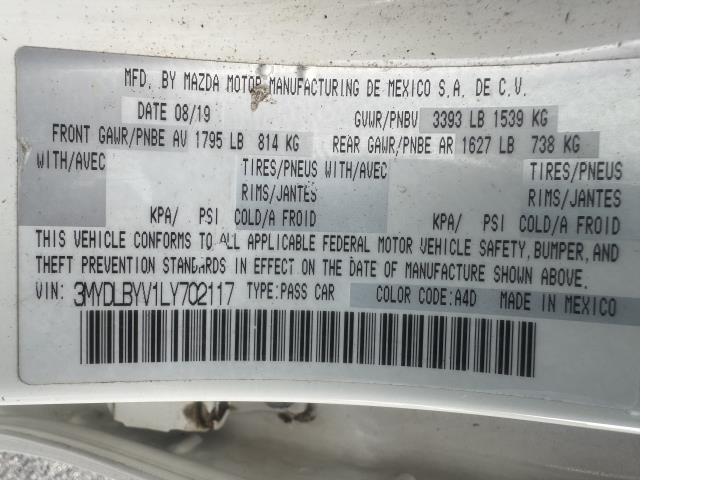 MFD. BY MAZDA MOTOR MANUFACTURING DE MEXICO S.A. DE C.V.
DATE 08/19 GVWR/PNBV 3393 LB 1539 KG
FRONT GAWR/PNBE AV 1795 LB 814 KG REAR GAWR/PNBE AR 1627 LB 738 KG
WITH/AVEC TIRES/PNEUS WITH/AVEC TIRES/PNEUS
RIMS/JANTES RIMS/JANTES
KPA/ PSI COLD/A FROID KPA/ PSI COLD/A FROID
THIS VEHICLE CONFORMS TO ALL APPLICABLE FEDERAL MOTOR VEHICLE SAFETY, BUMPER, AND
THEFT PREVENTION STANDARDS IN EFFECT ON THE DATE OF MANUFACTURE SHOWN ABOVE.
VIN: 3MYDLBYV1LY702117 TYPE:PASS CAR COLOR CODE:A4D MADE IN MEXICO